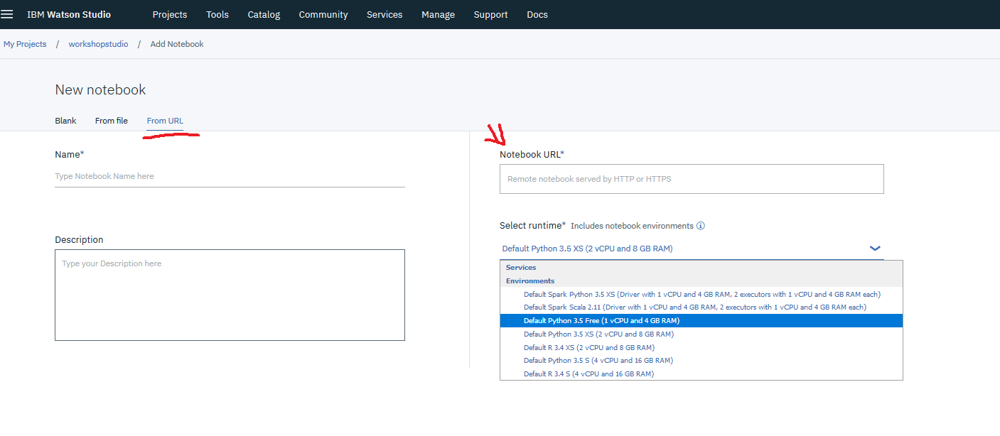 IBM Watson Studio Projects Tools Catalog Community Services Manage Support Docs
My Projects / workshopstudio / Add Notebook
New notebook
Blank From file From URL
Name*
Type Notebook Name here
Description
Type your Description here
Notebook URL*
Remote notebook served by HTTP or HTTPS
Select runtime* Includes notebook environments
Default Python 3.5 XS (2 vCPU and 8 GB RAM)
Services
Environments
Default Spark Python 3.5 XS (Driver with 1 vCPU and 4 GB RAM, 2 executors with 1 vCPU and 4 GB RAM each)
Default Spark Scala 2.11 (Driver with 1 vCPU and 4 GB RAM, 2 executors with 1 vCPU and 4 GB RAM each)
Default Python 3.5 Free (1 vCPU and 4 GB RAM)
Default Python 3.5 XS (2 vCPU and 8 GB RAM)
Default R 3.4 XS (2 vCPU and 8 GB RAM)
Default Python 3.5 S (4 vCPU and 16 GB RAM)
Default R 3.4 S (4 vCPU and 16 GB RAM)